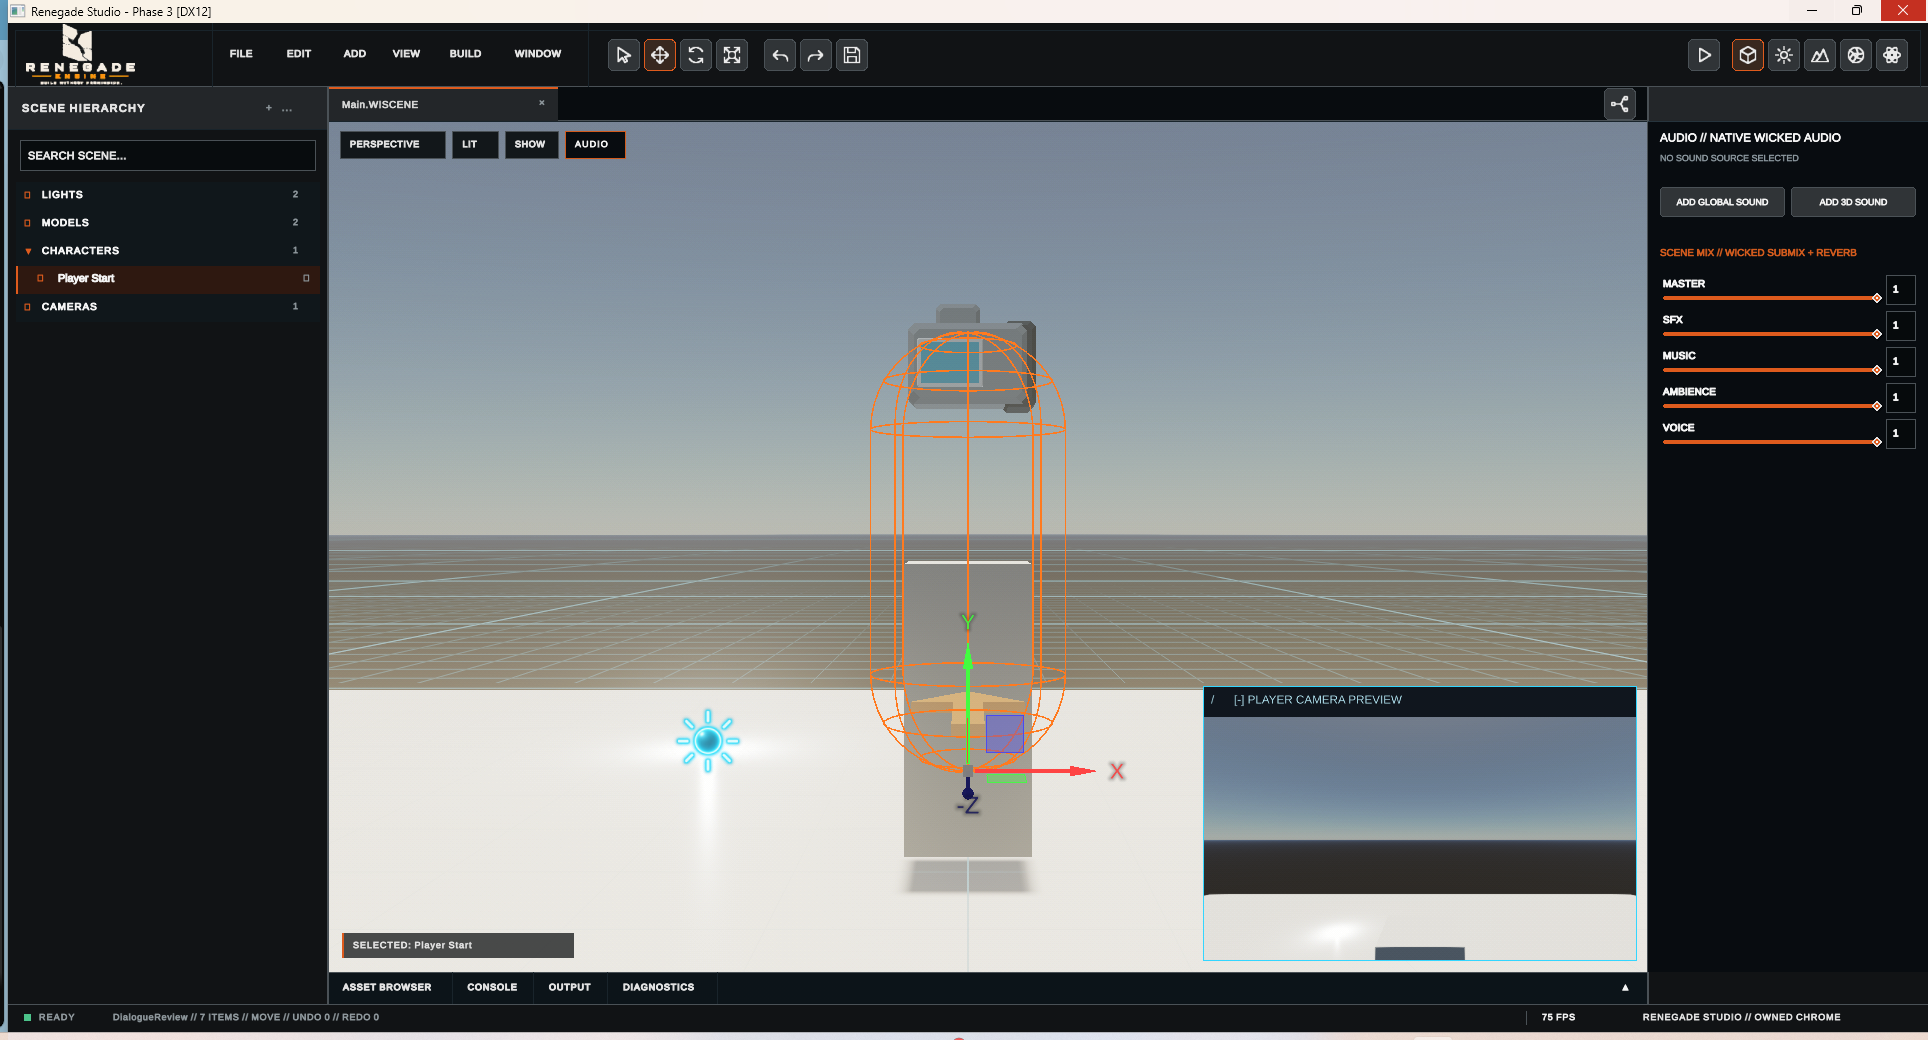 Renegade Studio - Phase 3 [DX12]
RENEGADE
ENGINE
BUILD WITHOUT PERMISSION.
FILE
EDIT
ADD
VIEW
BUILD
WINDOW
SCENE HIERARCHY
+ ...
Main.WISCENE
×
SEARCH SCENE...
LIGHTS 2
MODELS 2
CHARACTERS 1
Player Start
CAMERAS 1
PERSPECTIVE
LIT
SHOW
AUDIO
Y
X
-Z
/ [-] PLAYER CAMERA PREVIEW
SELECTED: Player Start
AUDIO // NATIVE WICKED AUDIO
NO SOUND SOURCE SELECTED
ADD GLOBAL SOUND
ADD 3D SOUND
SCENE MIX // WICKED SUBMIX + REVERB
MASTER 1
SFX 1
MUSIC 1
AMBIENCE 1
VOICE 1
ASSET BROWSER
CONSOLE
OUTPUT
DIAGNOSTICS
READY
DialogueReview // 7 ITEMS // MOVE // UNDO 0 // REDO 0
75 FPS
RENEGADE STUDIO // OWNED CHROME